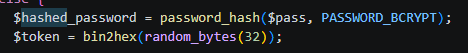 $hashed_password = password_hash($pass, PASSWORD_BCRYPT);
$token = bin2hex(random_bytes(32));